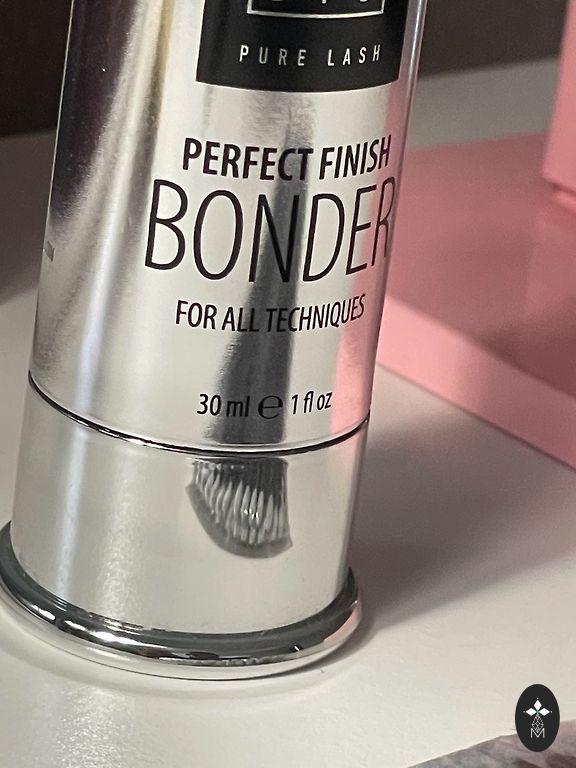 PURE LASH
PERFECT FINISH
BONDER
FOR ALL TECHNIQUES
30 ml ℮ 1 fl oz